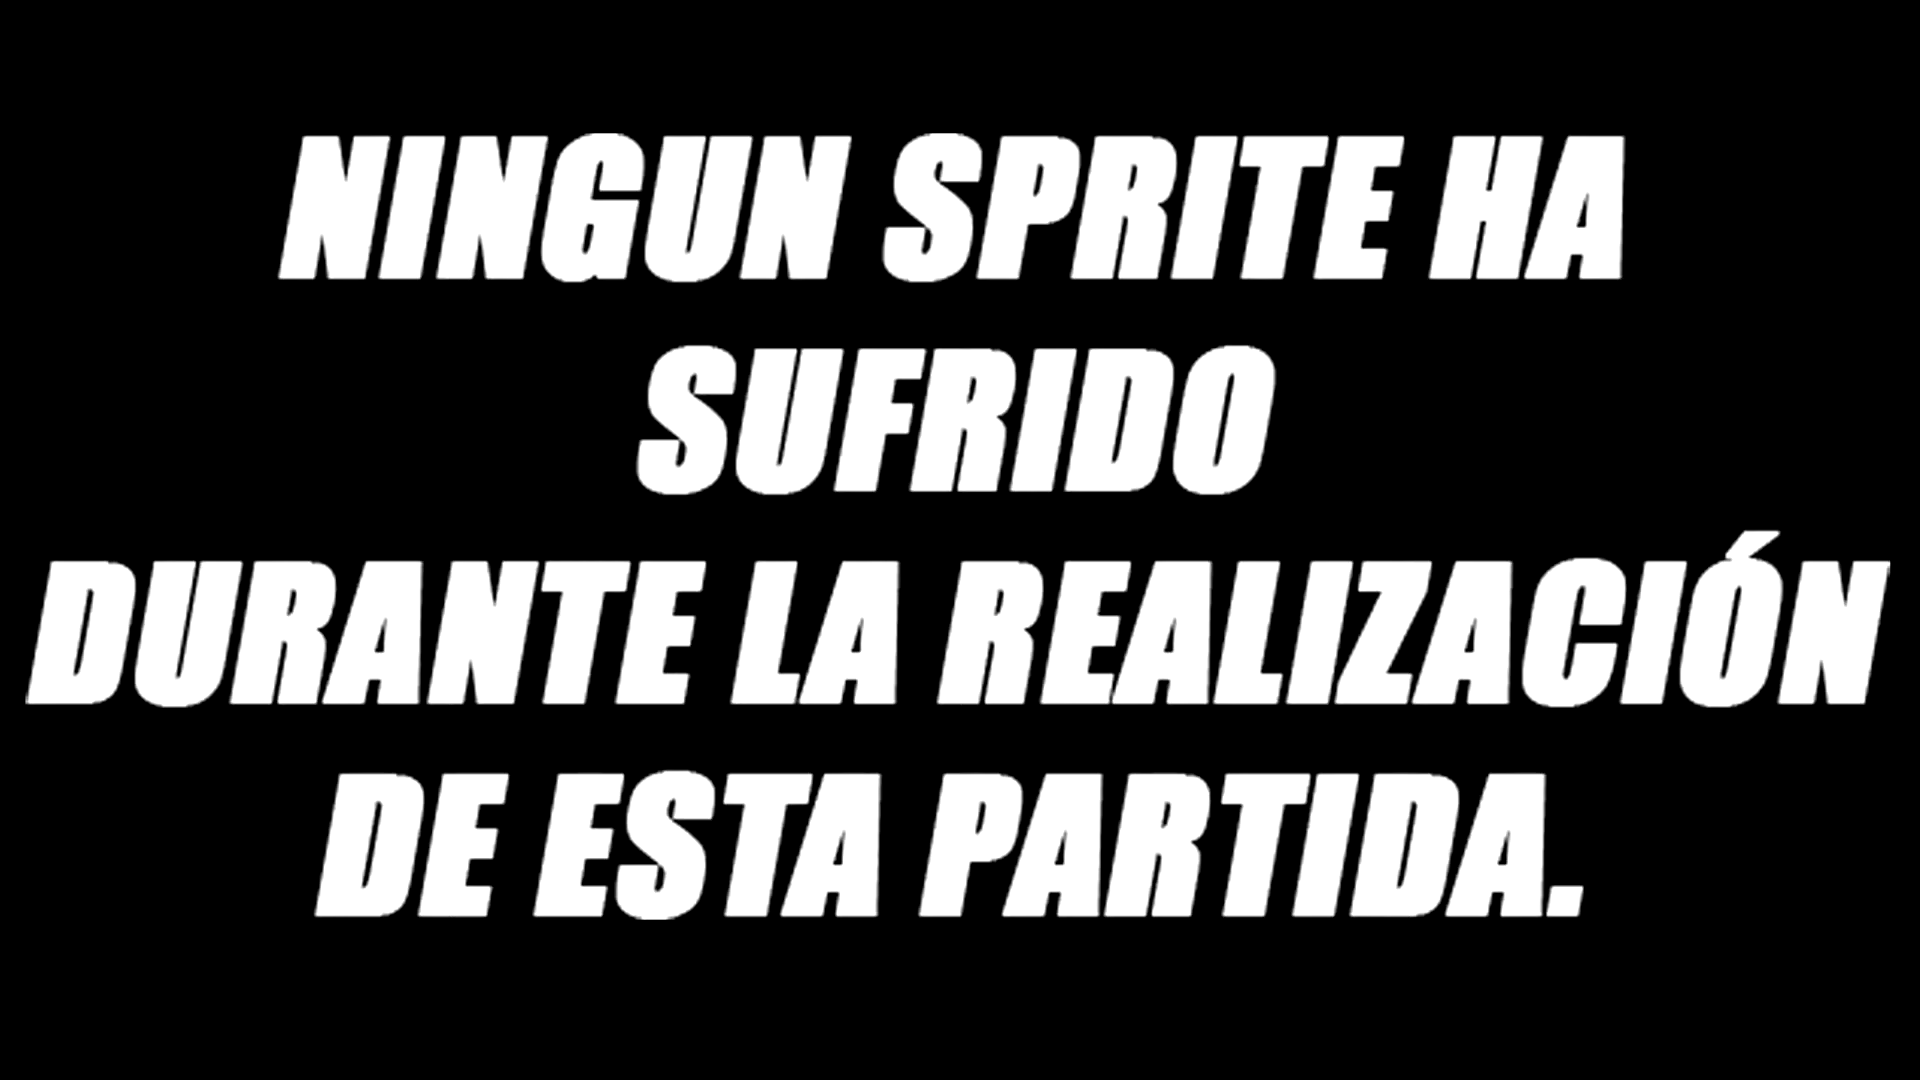 NINGUN SPRITE HA
SUFRIDO
DURANTE LA REALIZACIÓN
DE ESTA PARTIDA.